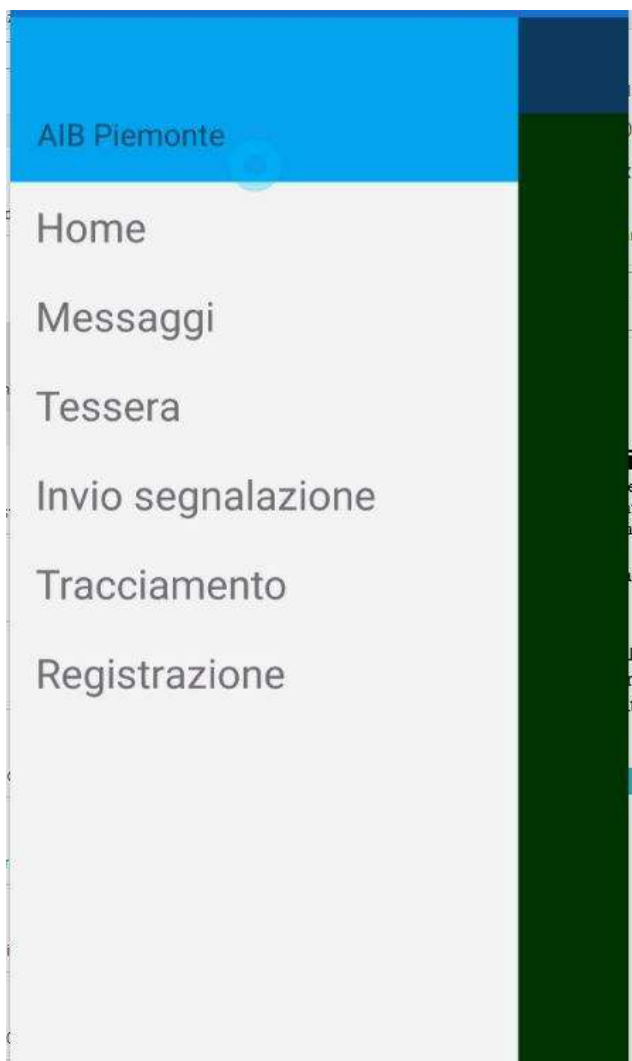 AIB Piemonte
Home
Messaggi
Tessera
Invio segnalazione
Tracciamento
Registrazione